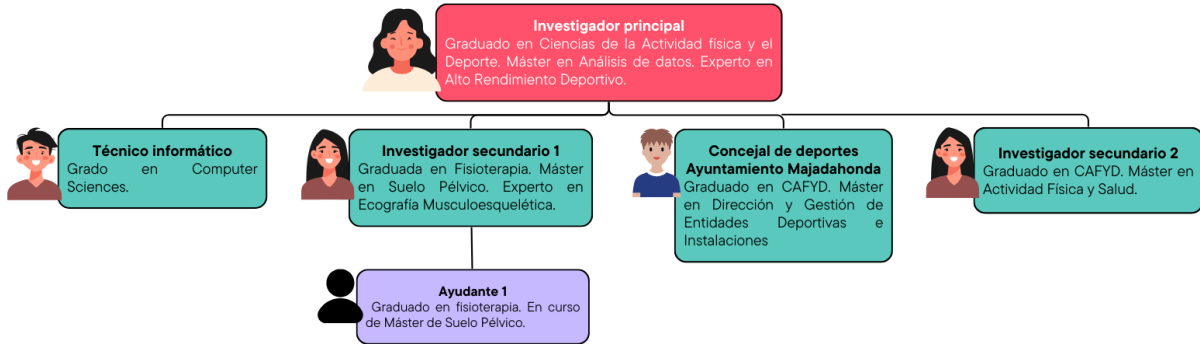 Investigador principal
Graduado en Ciencias de la Actividad física y el
Deporte. Máster en Análisis de datos. Experto en
Alto Rendimiento Deportivo.
Técnico informático
Grado en Computer
Sciences.
Investigador secundario 1
Graduada en Fisioterapia. Máster
en Suelo Pélvico. Experto en
Ecografía Musculoesquelética.
Concejal de deportes
Ayuntamiento Majadahonda
Graduado en CAFYD. Máster
en Dirección y Gestión de
Entidades Deportivas e
Instalaciones
Investigador secundario 2
Graduado en CAFYD. Máster en
Actividad Física y Salud.
Ayudante 1
Graduado en fisioterapia. En curso
de Máster de Suelo Pélvico.